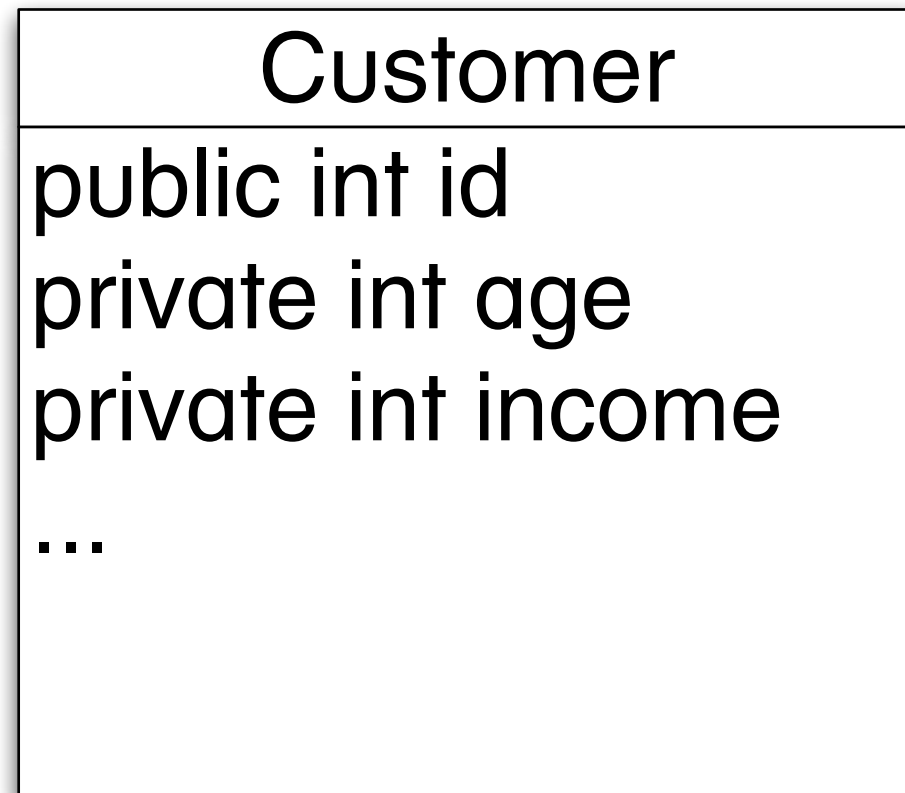 Customer
public int id
private int age
private int income
...